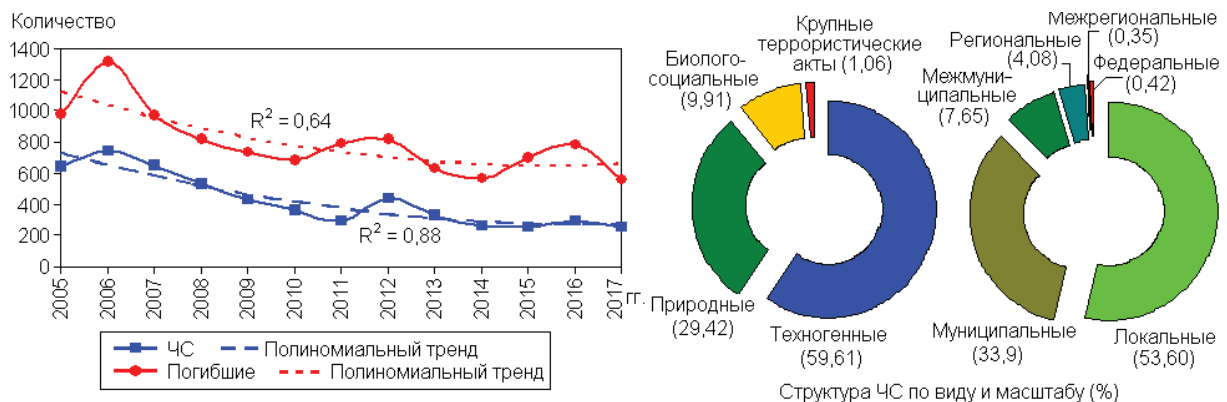 Количество
1400
1200
1000
800
600
400
200
0
R² = 0,64
R² = 0,88
2005
2006
2007
2008
2009
2010
2011
2012
2013
2014
2015
2016
2017
гг.
ЧС
Полиномиальный тренд
Погибшие
Полиномиальный тренд
Биолого-
социальные
(9,91)
Крупные
террористические
акты (1,06)
Природные
(29,42)
Техногенные
(59,61)
Межрегиональные
(0,35)
Региональные
(4,08)
Федеральные
(0,42)
Межмуни-
ципальные
(7,65)
Муниципальные
(33,9)
Локальные
(53,60)
Структура ЧС по виду и масштабу (%)